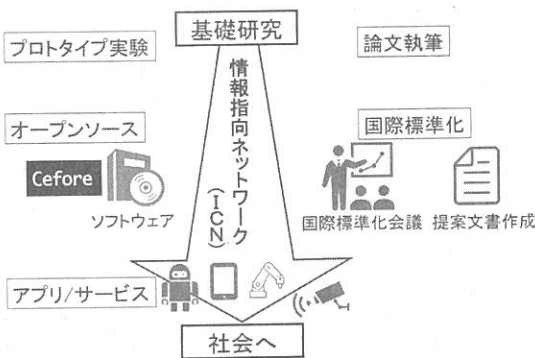 基礎研究
プロトタイプ実験
論文執筆
情報指向ネットワーク
(ICN)
オープンソース
国際標準化
Cefore
ソフトウェア
国際標準化会議
提案文書作成
アプリ/サービス
社会へ